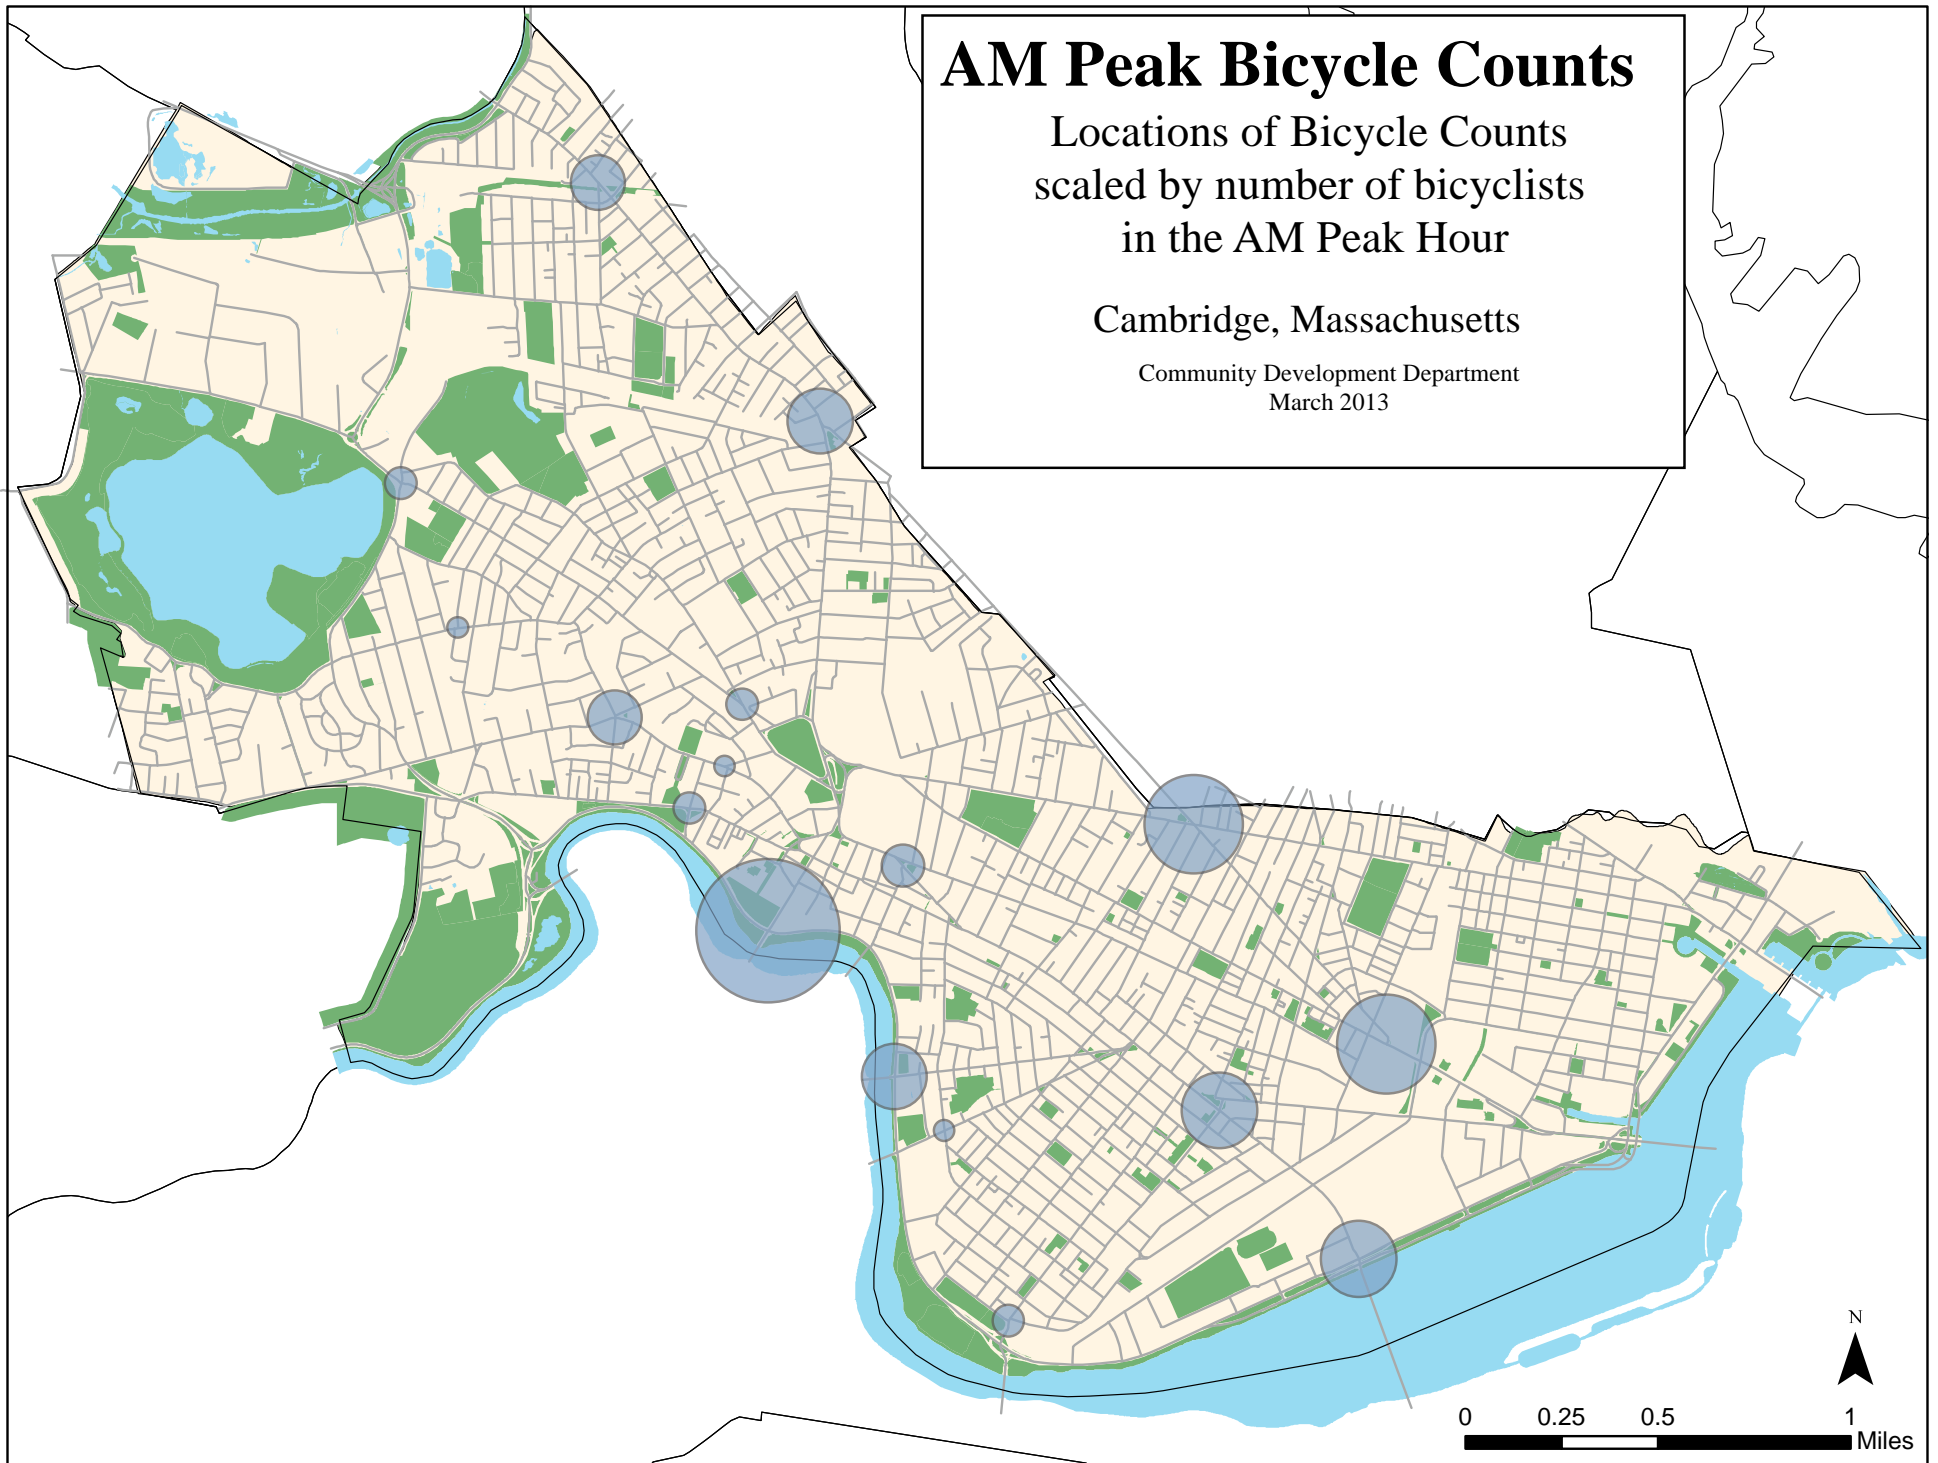 AM Peak Bicycle Counts
Locations of Bicycle Counts
scaled by number of bicyclists
in the AM Peak Hour
Cambridge, Massachusetts
Community Development Department
March 2013
N
0 0.25 0.5 1
Miles